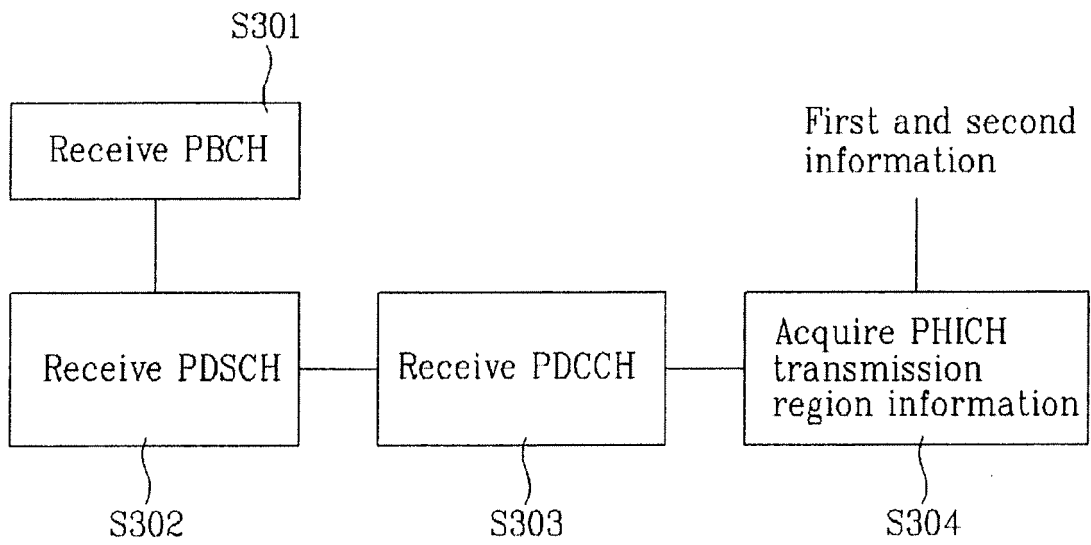 S301
Receive PBCH
First and second
information
Receive PDSCH
Receive PDCCH
Acquire PHICH
transmission
region information
S302
S303
S304